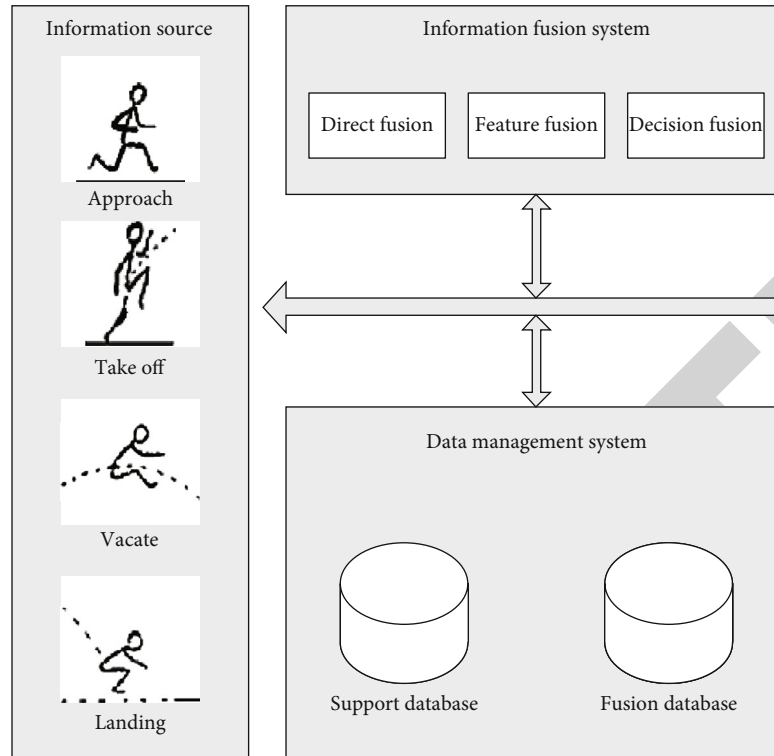 Information source
Approach
Take off
Vacate
Landing
Information fusion system
Direct fusion
Feature fusion
Decision fusion
Data management system
Support database
Fusion database